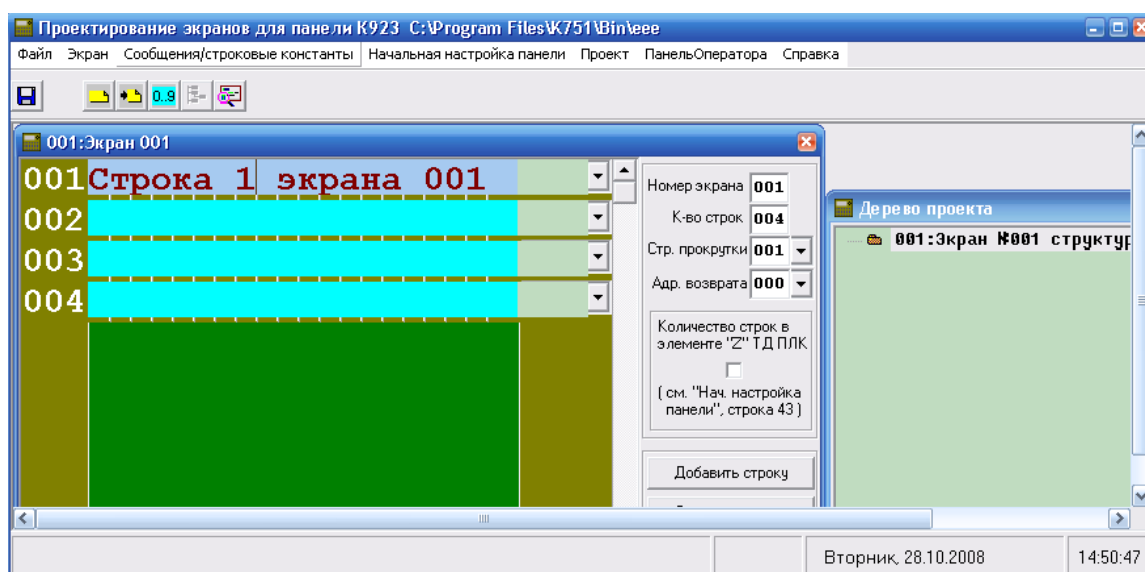 Проектирование экранов для панели К923 C:\Program Files\K751\Bin\eee
Файл Экран Сообщения/строковые константы Начальная настройка панели Проект ПанельОператора Справка
0..9
001:Экран 001
001 Строка 1 экрана 001
002
003
004
Номер экрана 001
К-во строк 004
Стр. прокрутки 001
Адр. возврата 000
Количество строк в
элементе "Z" ТД ПЛК
( см. "Нач. настройка
панели", строка 43 )
Добавить строку
Дерево проекта
001:Экран №001 структур
Вторник, 28.10.2008 14:50:47